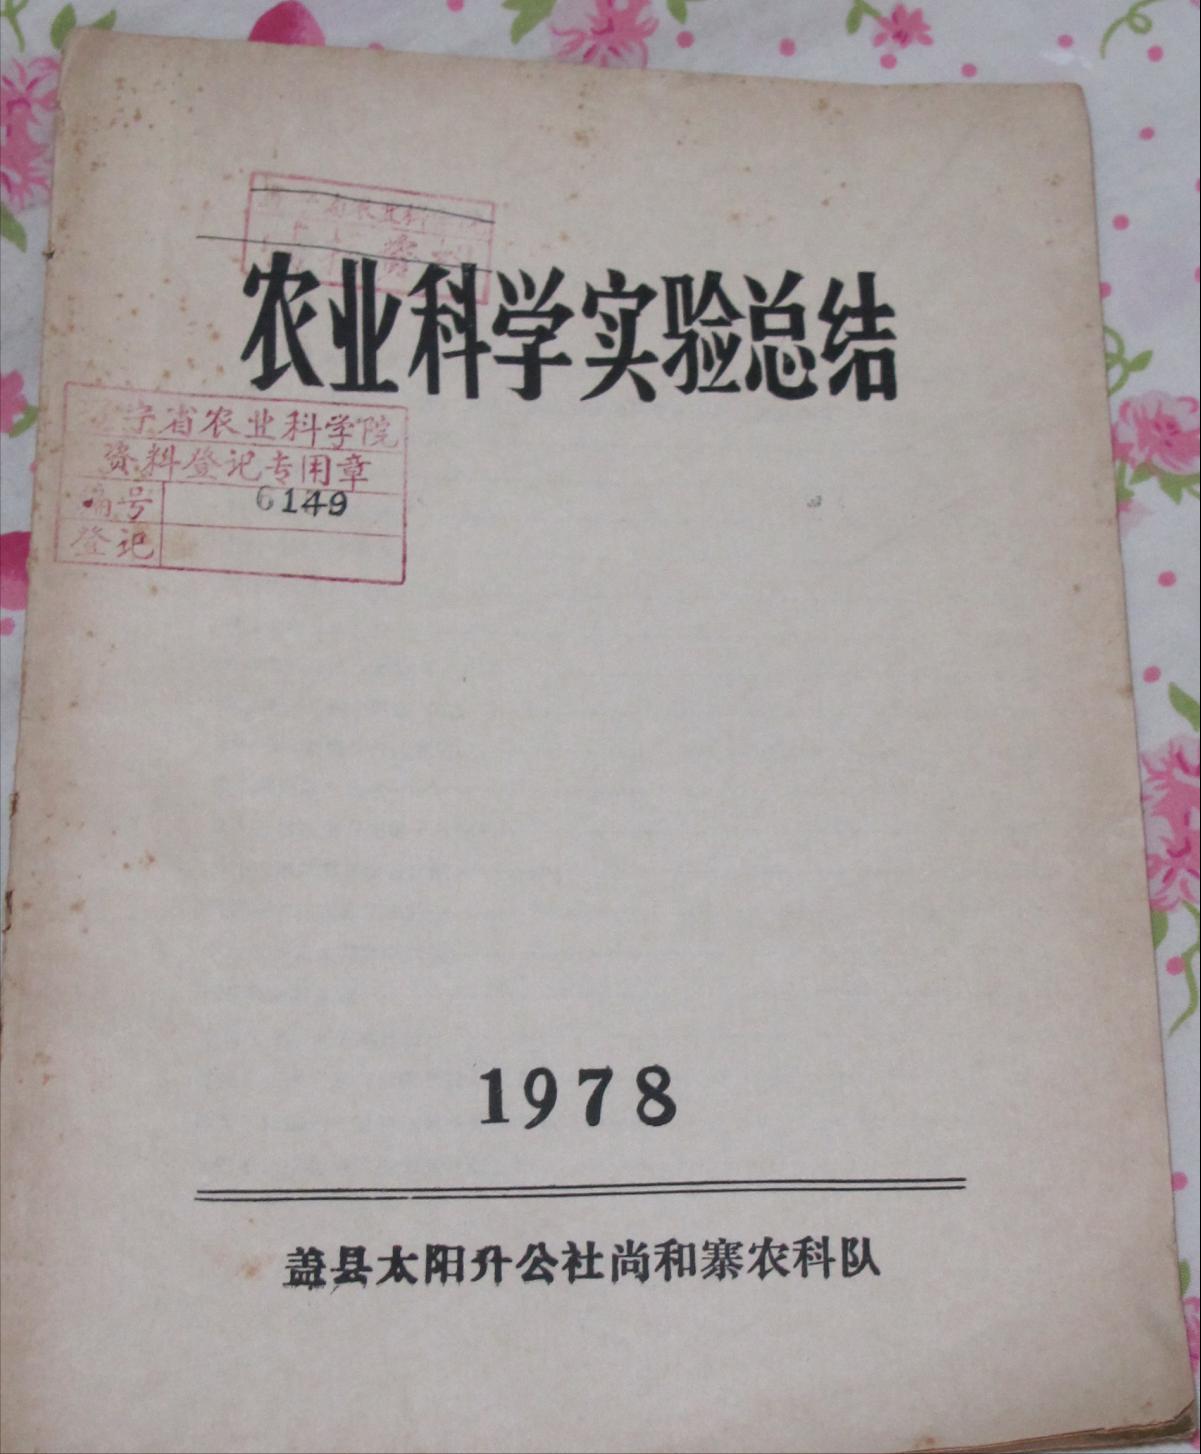 农业科学实验总结
辽宁省农业科学院
资料登记专用章
编号 6149
登记
1978
盖县太阳升公社尚和寨农科队